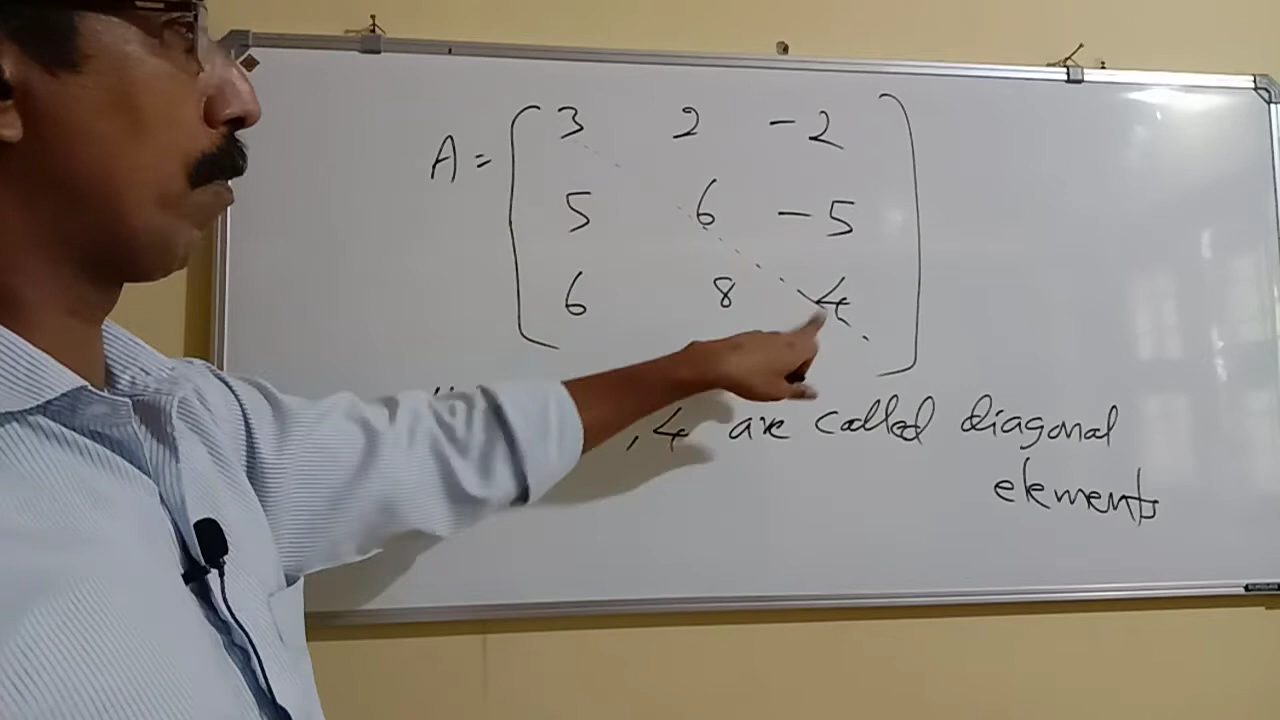 A = 3 2 -2
5 6 -5
6 8 4
, 4 are called diagonal
elements